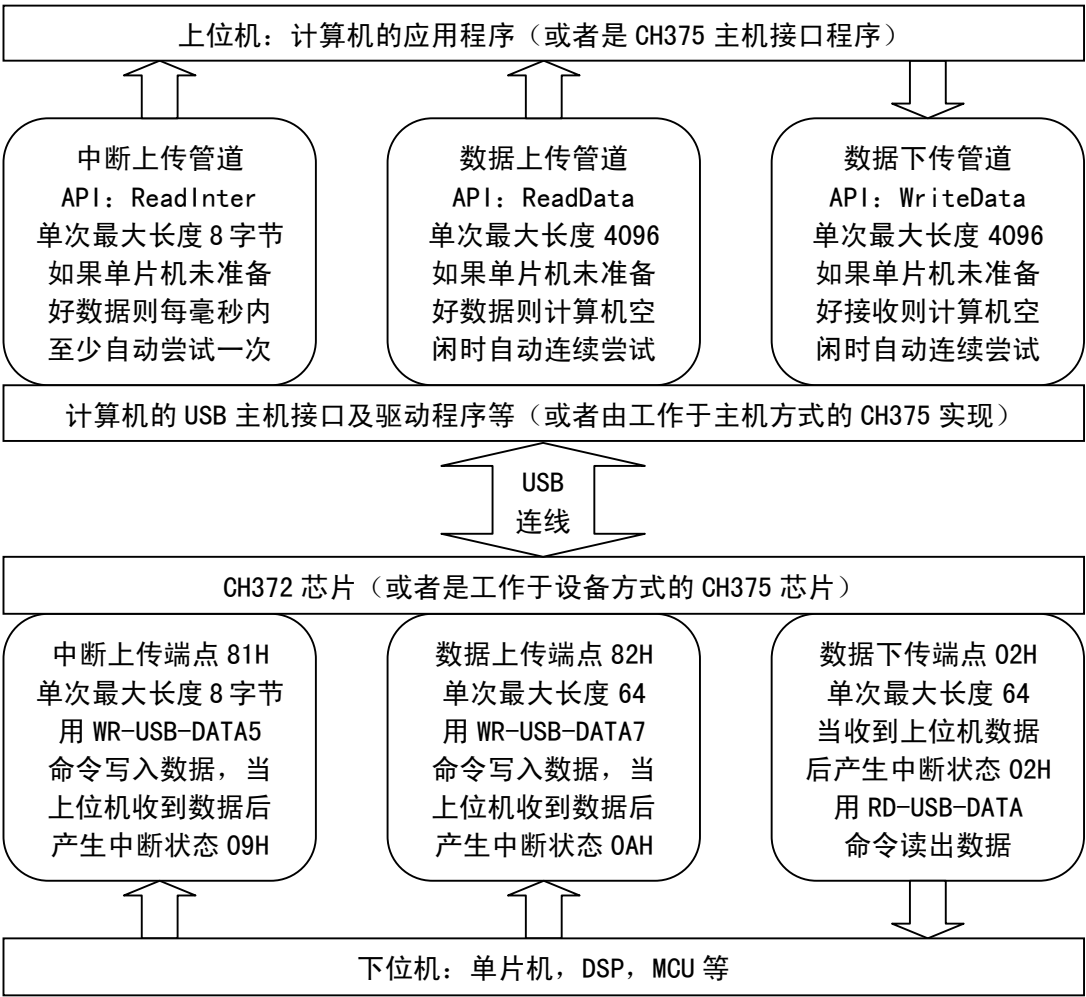 上位机：计算机的应用程序（或者是 CH375 主机接口程序）
中断上传管道
API：ReadInter
单次最大长度 8 字节
如果单片机未准备
好数据则每毫秒内
至少自动尝试一次
数据上传管道
API：ReadData
单次最大长度 4096
如果单片机未准备
好数据则计算机空
闲时自动连续尝试
数据下传管道
API：WriteData
单次最大长度 4096
如果单片机未准备
好接收则计算机空
闲时自动连续尝试
计算机的 USB 主机接口及驱动程序等（或者由工作于主机方式的 CH375 实现）
USB
连线
CH372 芯片（或者是工作于设备方式的 CH375 芯片）
中断上传端点 81H
单次最大长度 8 字节
用 WR-USB-DATA5
命令写入数据，当
上位机收到数据后
产生中断状态 09H
数据上传端点 82H
单次最大长度 64
用 WR-USB-DATA7
命令写入数据，当
上位机收到数据后
产生中断状态 0AH
数据下传端点 02H
单次最大长度 64
当收到上位机数据
后产生中断状态 02H
用 RD-USB-DATA
命令读出数据
下位机：单片机，DSP，MCU 等